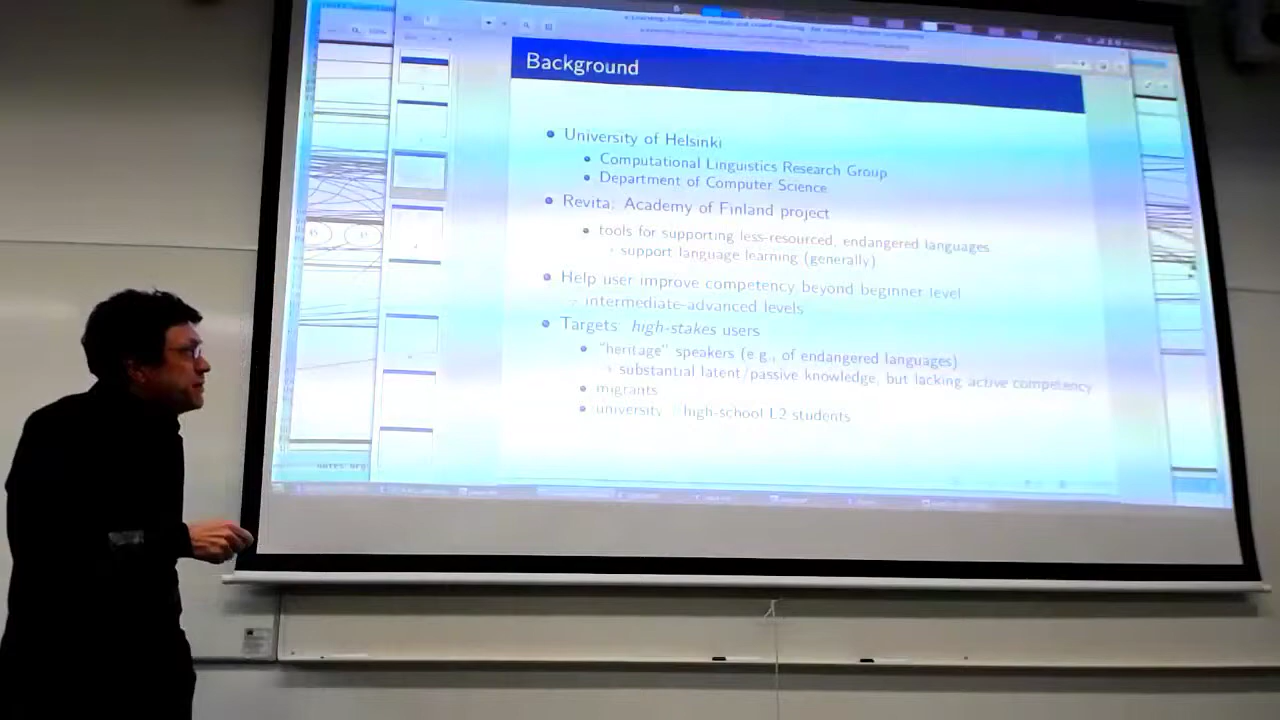 Background
University of Helsinki
Computational Linguistics Research Group
Department of Computer Science
Revita: Academy of Finland project
tools for supporting less-resourced, endangered languages
support language learning (generally)
Help user improve competency beyond beginner level
intermediate-advanced levels
Targets: high-stakes users
"heritage" speakers (e.g., of endangered languages)
substantial latent/passive knowledge, but lacking active competency
migrants
university high-school L2 students
notes.org